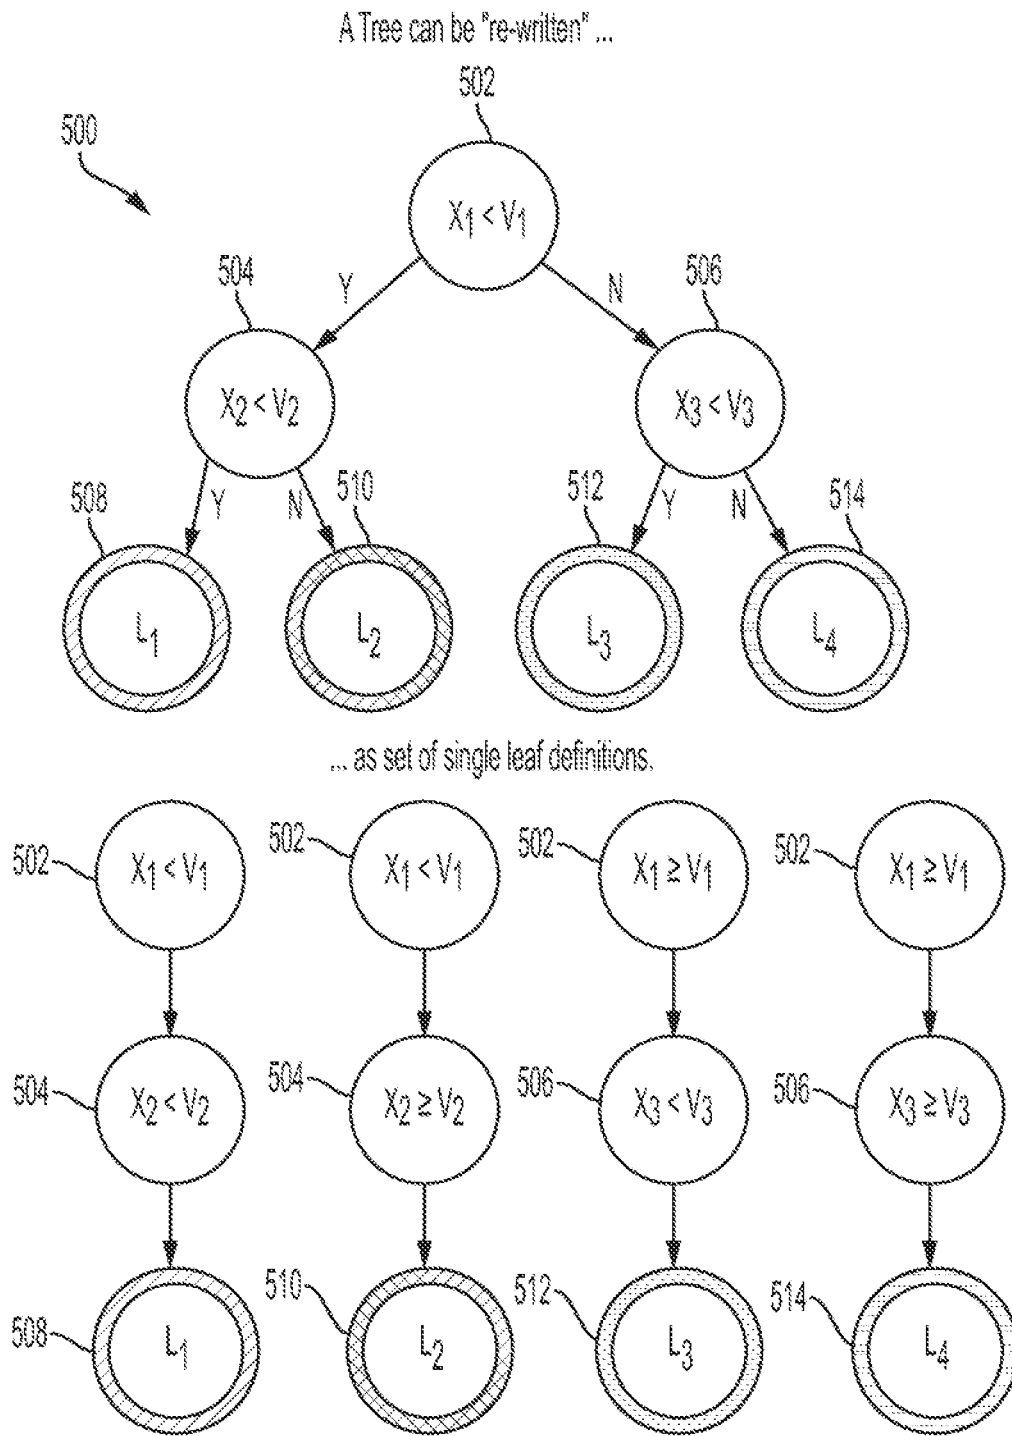 A Tree can be "re-written" ...
502
500
X₁ < V₁
504
Y
N
506
X₂ < V₂
X₃ < V₃
508
Y
N
510
512
Y
N
514
L₁
L₂
L₃
L₄
... as set of single leaf definitions.
502
X₁ < V₁
502
X₁ < V₁
502
X₁ ≥ V₁
502
X₁ ≥ V₁
504
X₂ < V₂
504
X₂ ≥ V₂
506
X₃ < V₃
506
X₃ ≥ V₃
508
L₁
510
L₂
512
L₃
514
L₄